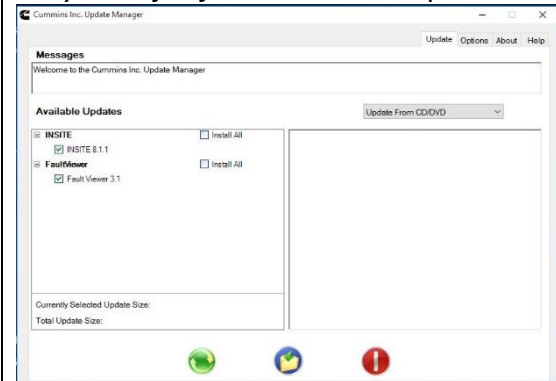 Cummins Inc. Update Manager
Update Options About Help
Messages
Welcome to the Cummins Inc. Update Manager
Available Updates
Update From CD/DVD
INSITE Install All
INSITE 8.1.1
FaultViewer Install All
Fault Viewer 3.1
Currently Selected Update Size:
Total Update Size: